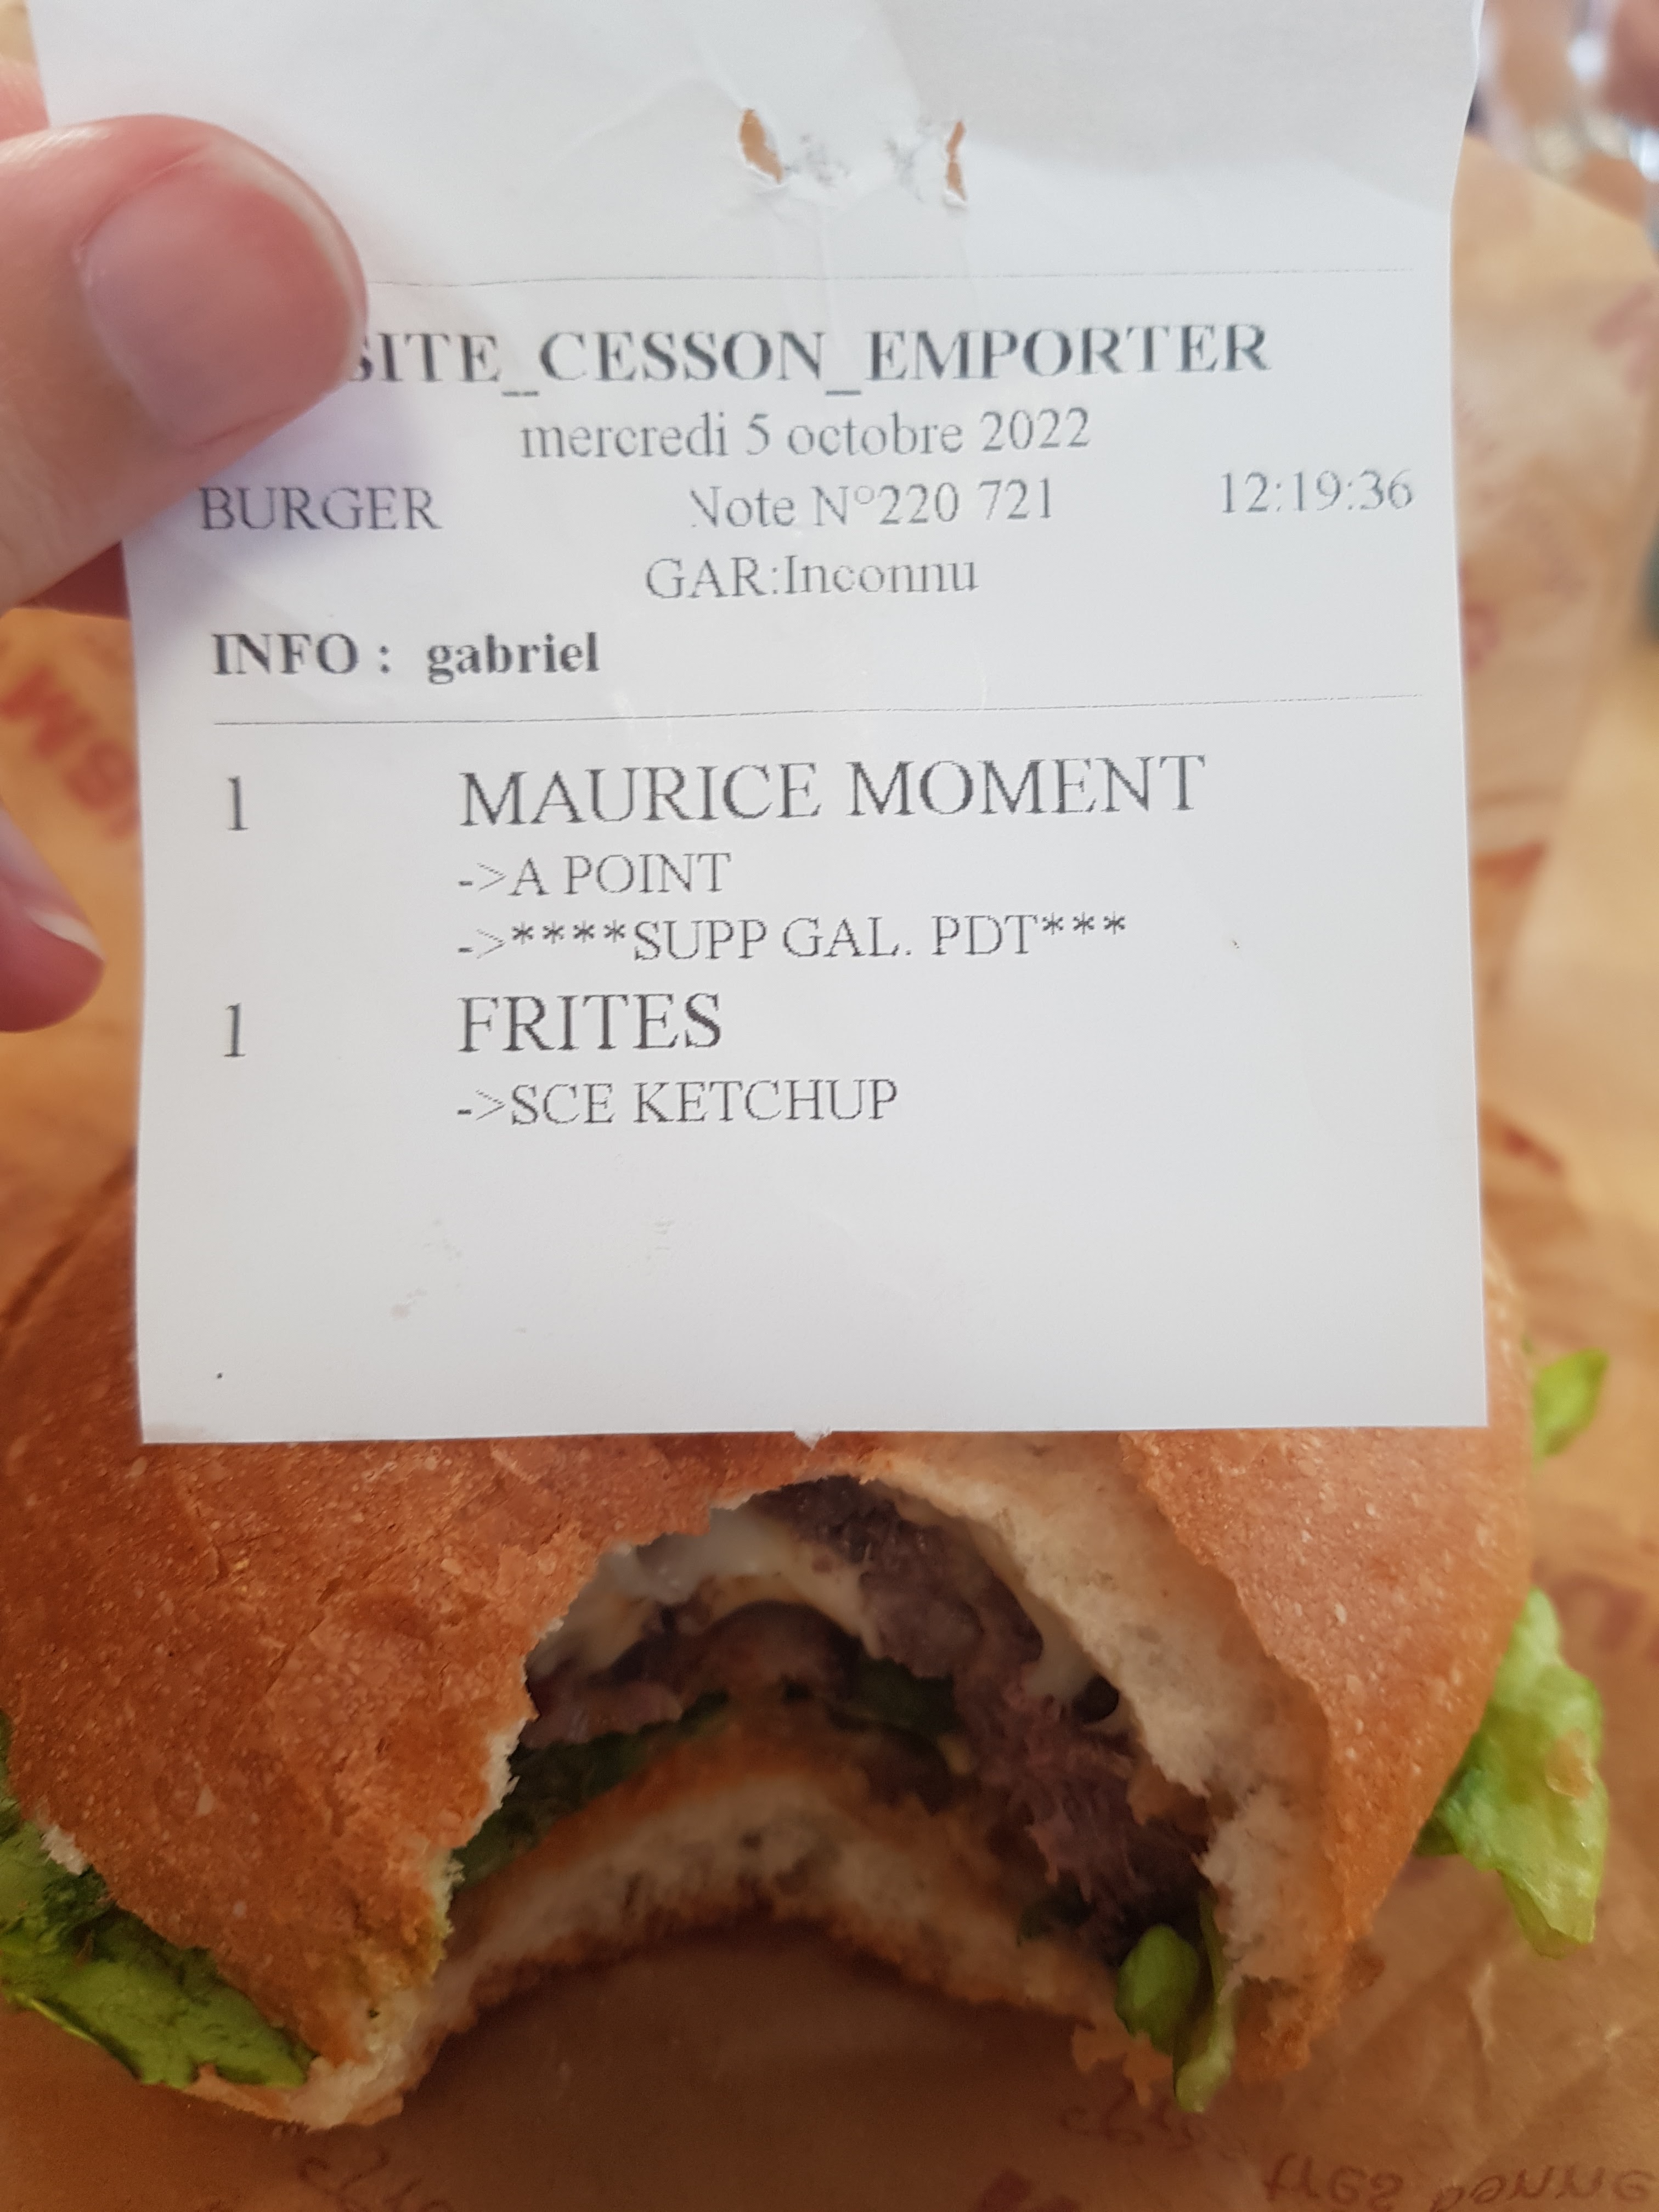 SITE_CESSON_EMPORTER
mercredi 5 octobre 2022
BURGER Note N°220 721 12:19:36
GAR:Inconnu
INFO : gabriel
1 MAURICE MOMENT
->A POINT
->****SUPP GAL. PDT***
1 FRITES
->SCE KETCHUP